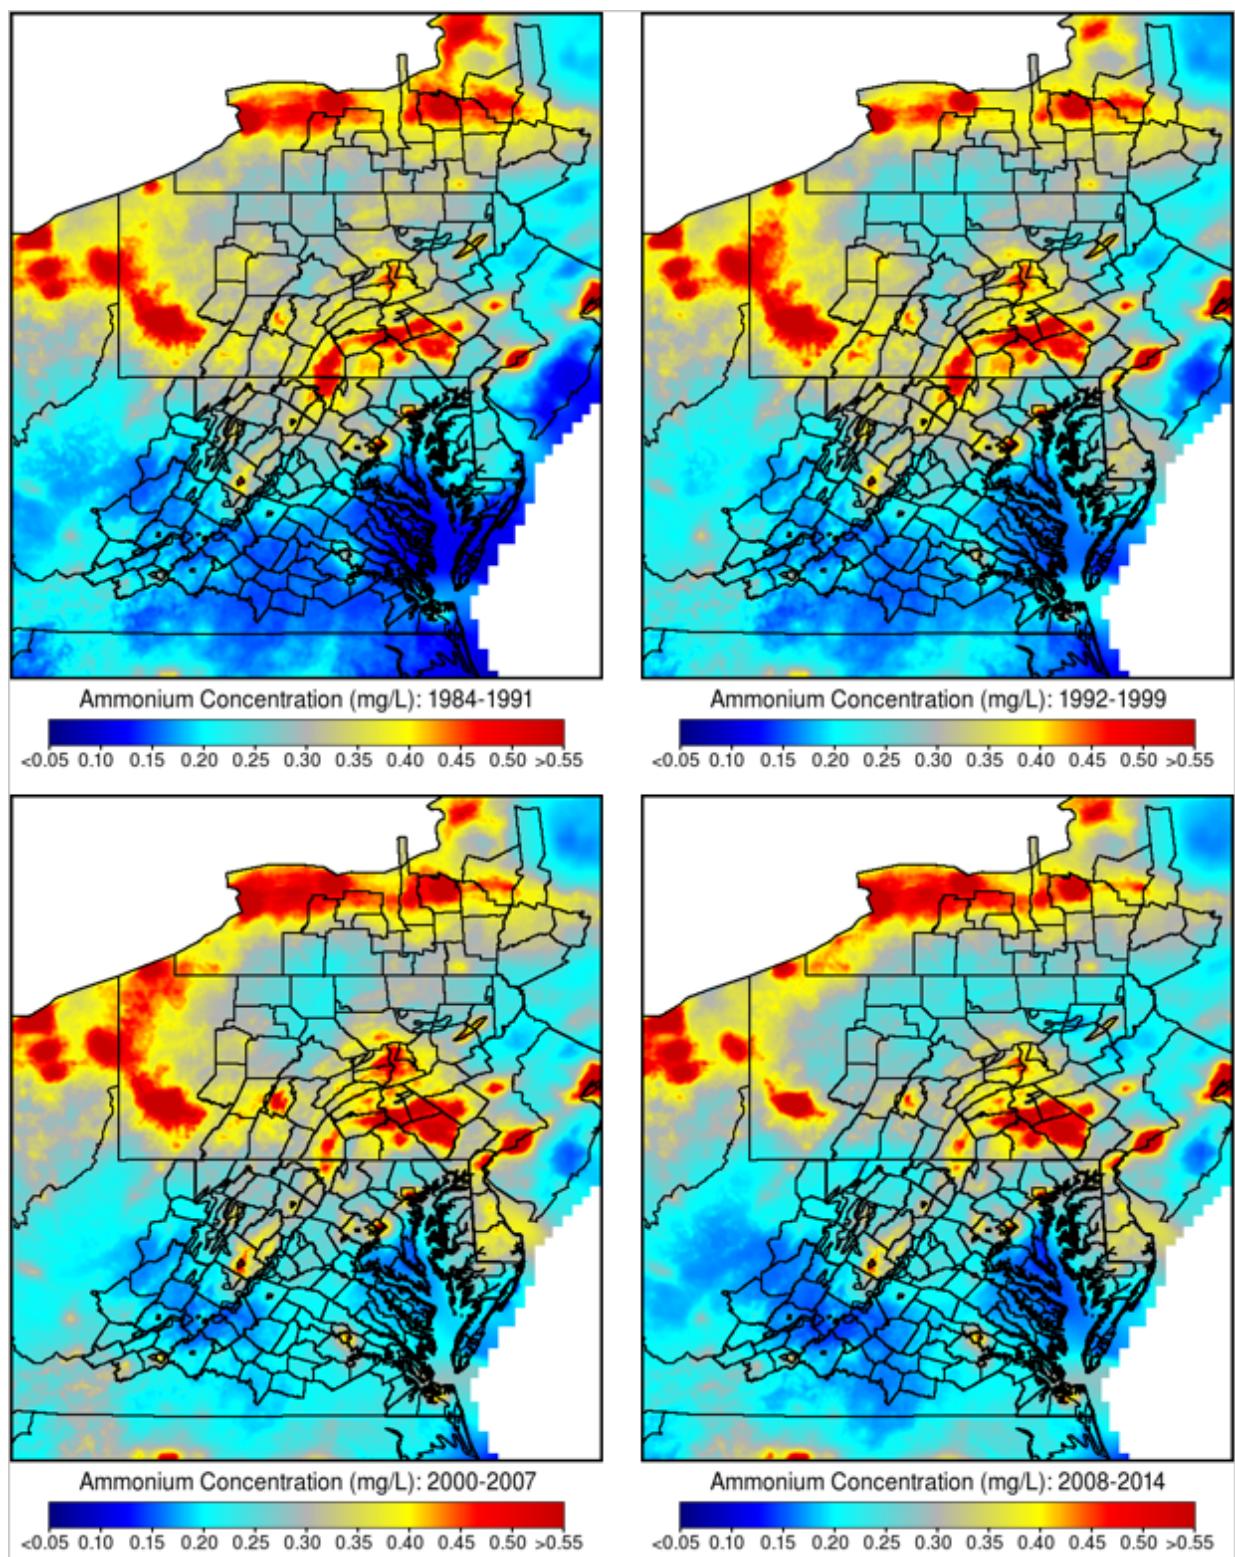 Ammonium Concentration (mg/L): 1984-1991
<0.05 0.10 0.15 0.20 0.25 0.30 0.35 0.40 0.45 0.50 >0.55
Ammonium Concentration (mg/L): 1992-1999
<0.05 0.10 0.15 0.20 0.25 0.30 0.35 0.40 0.45 0.50 >0.55
Ammonium Concentration (mg/L): 2000-2007
<0.05 0.10 0.15 0.20 0.25 0.30 0.35 0.40 0.45 0.50 >0.55
Ammonium Concentration (mg/L): 2008-2014
<0.05 0.10 0.15 0.20 0.25 0.30 0.35 0.40 0.45 0.50 >0.55